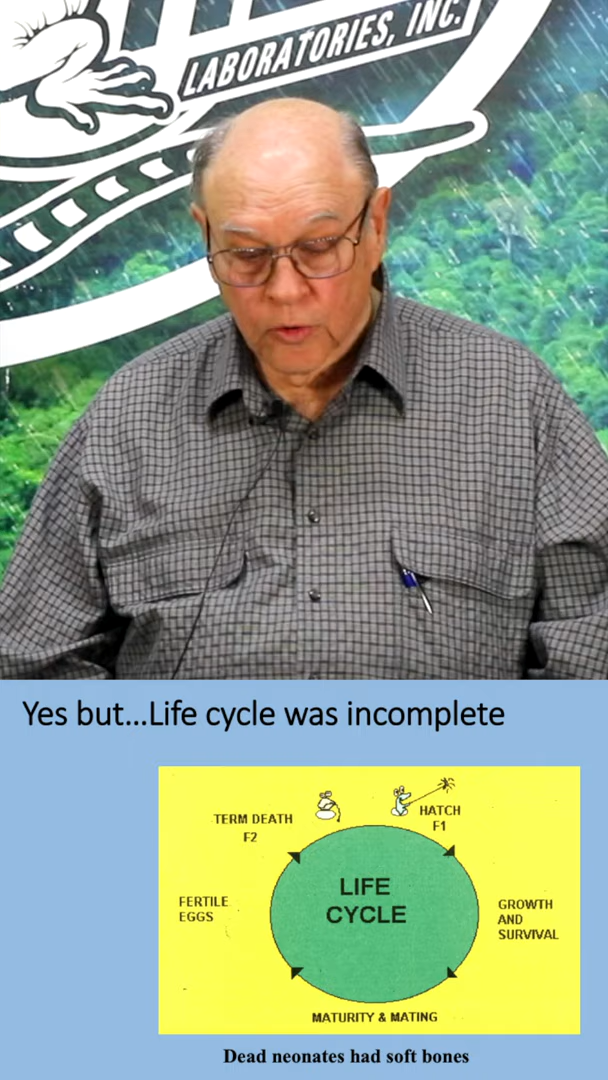 LABORATORIES, INC.
Yes but...Life cycle was incomplete
TERM DEATH
F2
HATCH
F1
LIFE
CYCLE
FERTILE
EGGS
GROWTH
AND
SURVIVAL
MATURITY & MATING
Dead neonates had soft bones